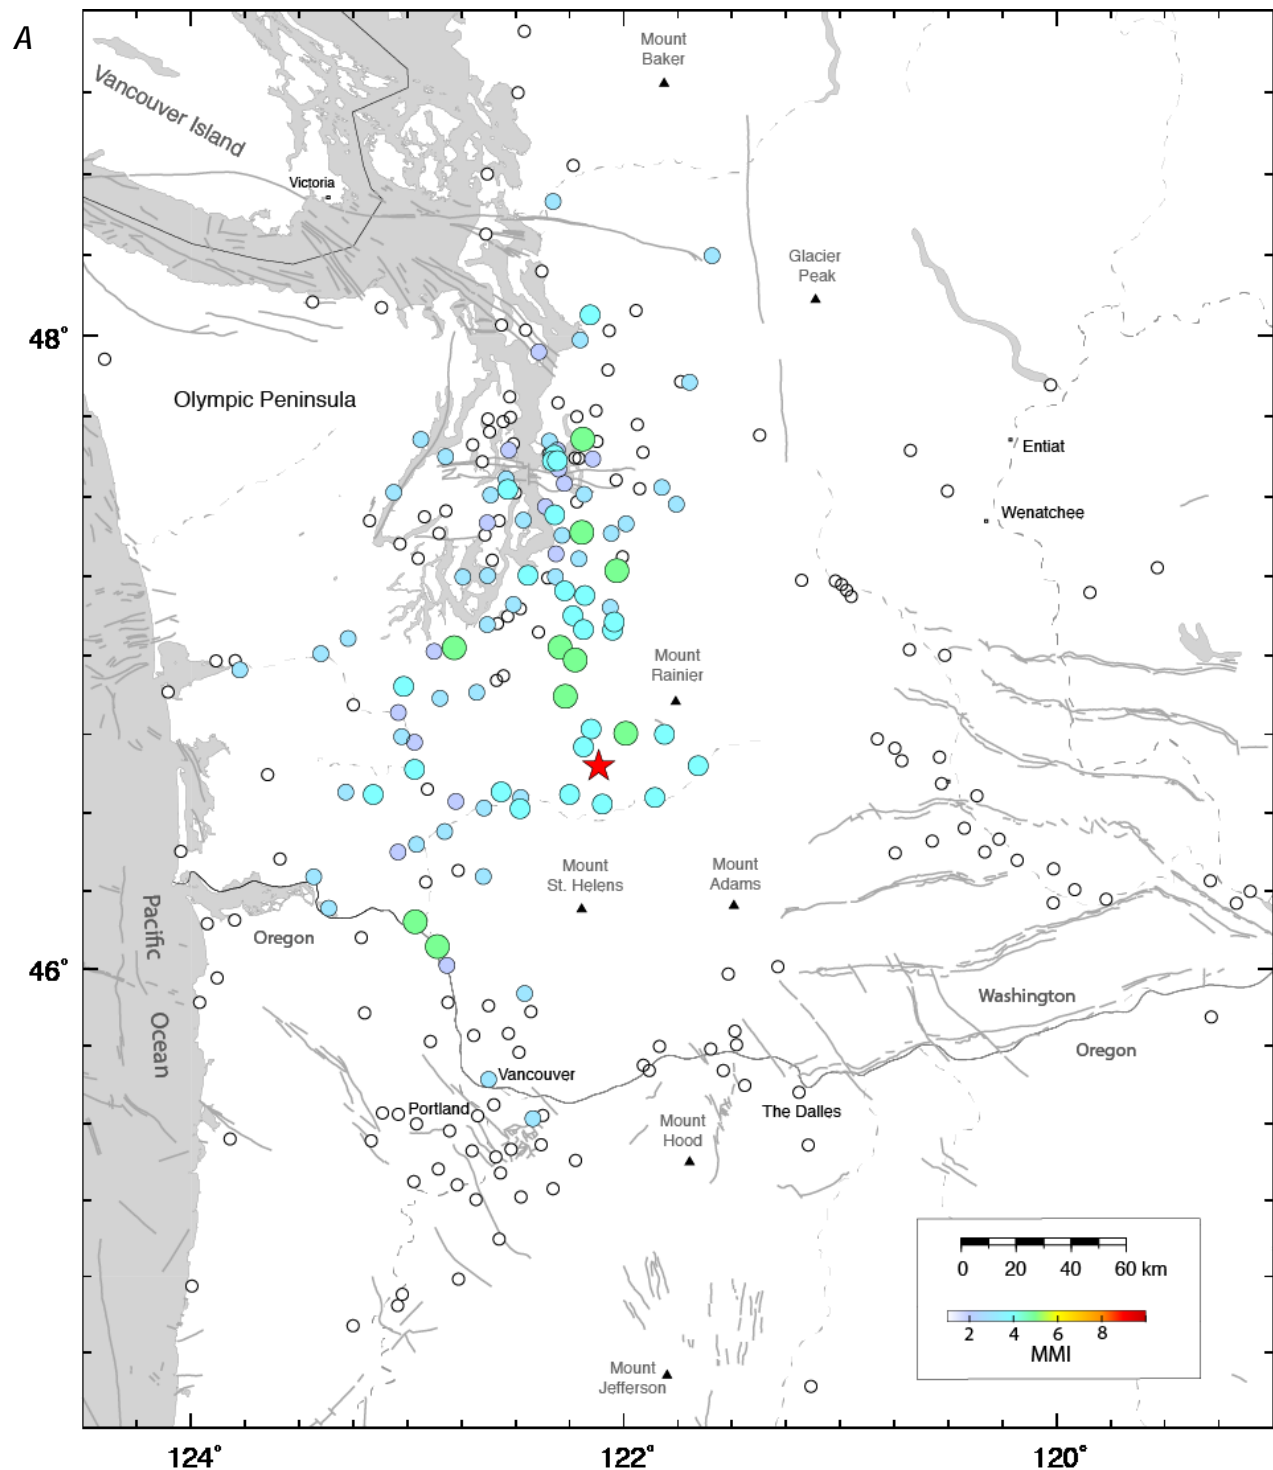 A
Mount
Baker
Vancouver Island
Victoria
Glacier
Peak
48°
Olympic Peninsula
Entiat
Wenatchee
Mount
Rainier
Mount
St. Helens
Mount
Adams
Pacific
Ocean
Oregon
46°
Washington
Oregon
Vancouver
Portland
The Dalles
Mount
Hood
0 20 40 60 km
2 4 6 8
MMI
Mount
Jefferson
124° 122° 120°